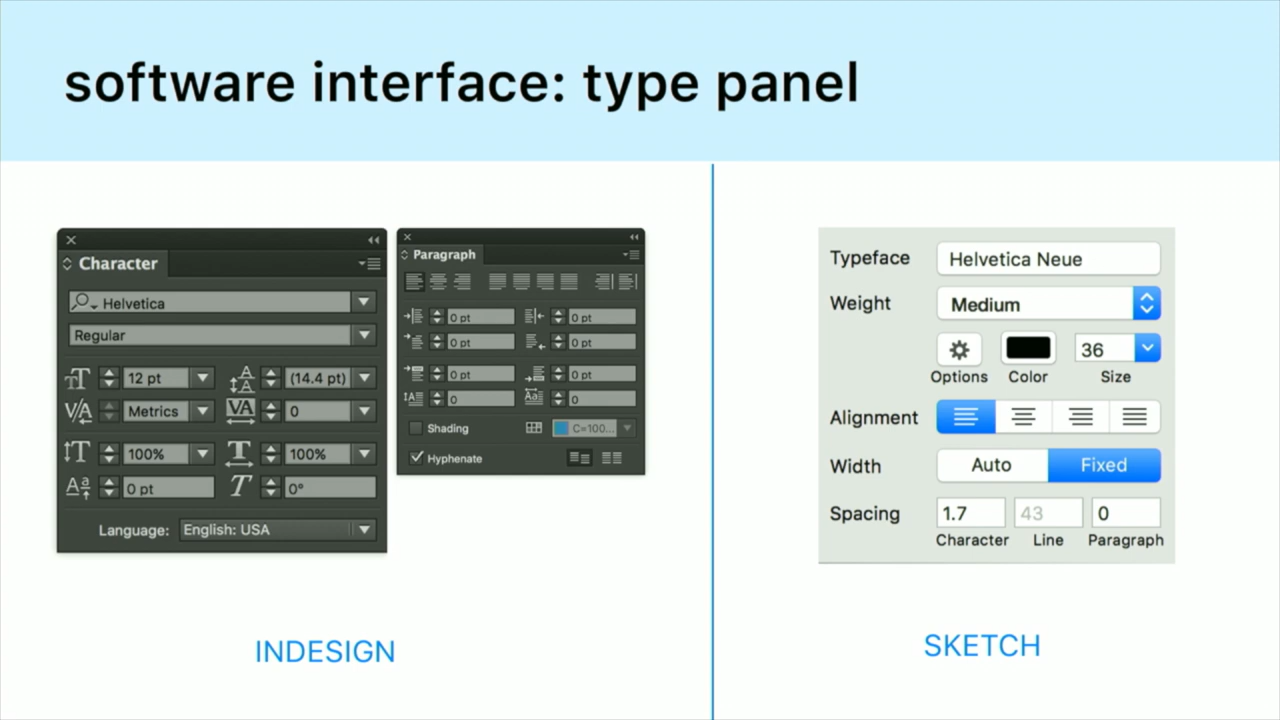 software interface: type panel
Character
Helvetica
Regular
12 pt
(14.4 pt)
Metrics
0
100%
100%
0 pt
0°
Language: English: USA
Paragraph
0 pt
0 pt
0 pt
0 pt
0 pt
0 pt
0
0
Shading
C=100...
Hyphenate
INDESIGN
Typeface
Helvetica Neue
Weight
Medium
36
Options
Color
Size
Alignment
Width
Auto
Fixed
Spacing
1.7
43
0
Character
Line
Paragraph
SKETCH